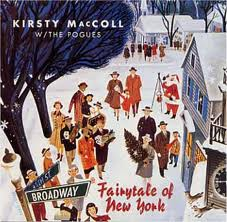 KIRSTY MacCOLL
W/THE POGUES
BROADWAY
Fairytale of
New York